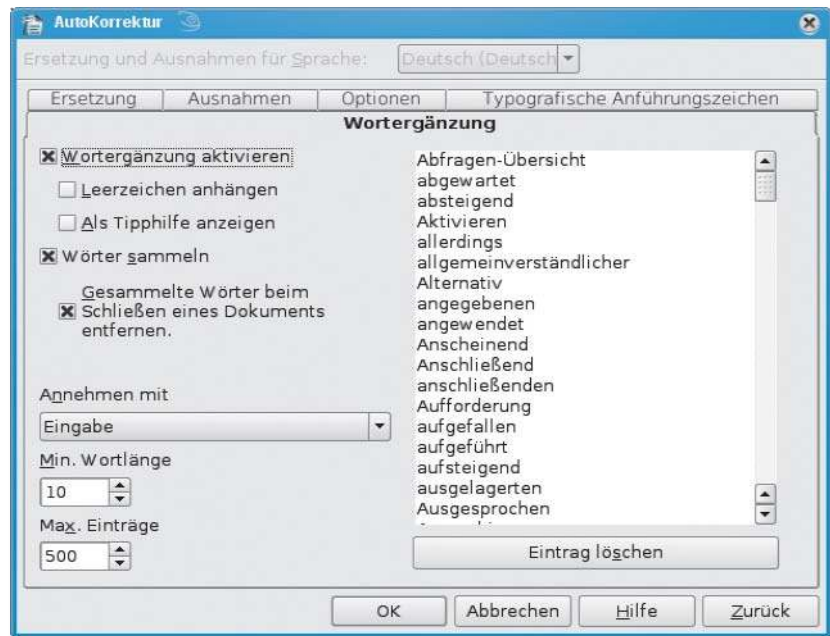 AutoKorrektur
Ersetzung und Ausnahmen für Sprache: Deutsch (Deutsch
Ersetzung Ausnahmen Optionen Typografische Anführungszeichen
Wortergänzung
Wortergänzung aktivieren
Leerzeichen anhängen
Als Tipphilfe anzeigen
Wörter sammeln
Gesammelte Wörter beim
Schließen eines Dokuments
entfernen.
Annehmen mit
Eingabe
Min. Wortlänge
10
Max. Einträge
500
Abfragen-Übersicht
abgewartet
absteigend
Aktivieren
allerdings
allgemeinverständlicher
Alternativ
angegebenen
angewendet
Anscheinend
Anschließend
anschließenden
Aufforderung
aufgefallen
aufgeführt
aufsteigend
ausgelagerten
Ausgesprochen
Eintrag löschen
OK Abbrechen Hilfe Zurück